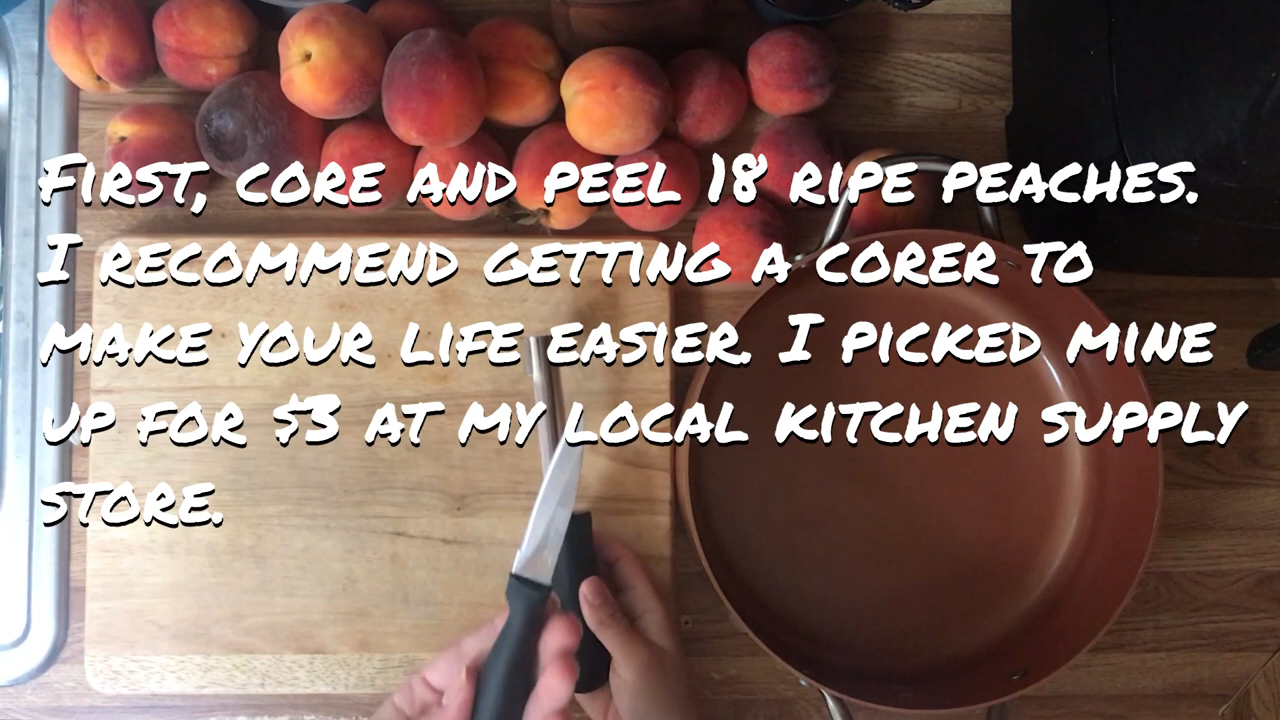 First, core and peel 18 ripe peaches.
I recommend getting a corer to
make your life easier. I picked mine
up for $3 at my local kitchen supply
store.